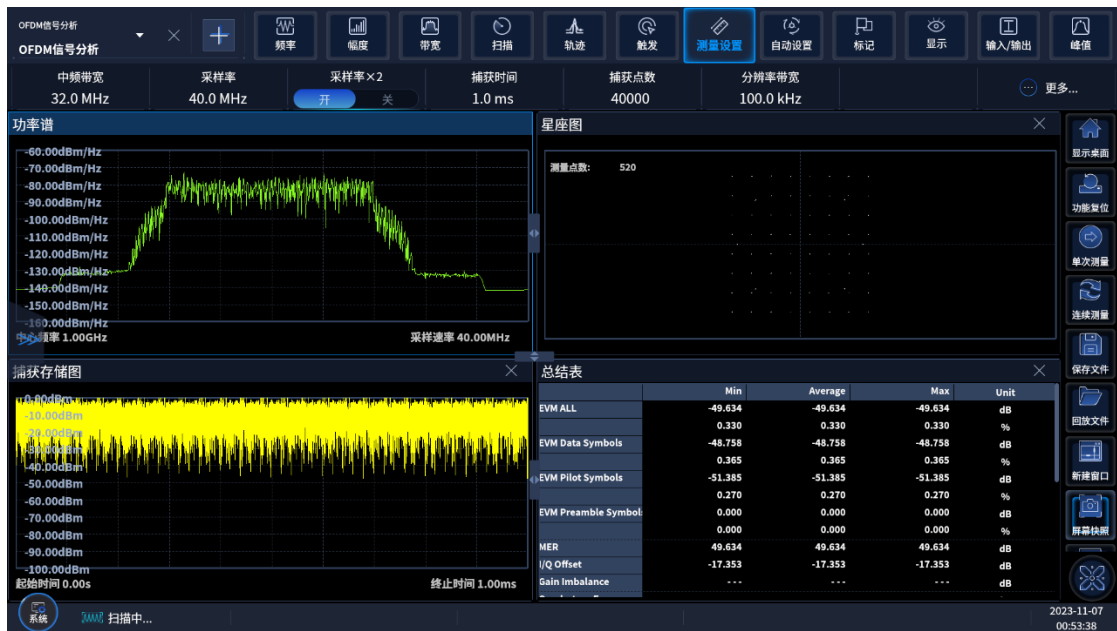 OFDM信号分析
OFDM信号分析
频率
幅度
带宽
扫描
轨迹
触发
测量设置
自动设置
标记
显示
输入/输出
峰值
中频带宽 采样率 采样率×2 捕获时间 捕获点数 分辨率带宽
32.0 MHz 40.0 MHz 开 关 1.0 ms 40000 100.0 kHz
更多...
功率谱
-60.00dBm/Hz
-70.00dBm/Hz
-80.00dBm/Hz
-90.00dBm/Hz
-100.00dBm/Hz
-110.00dBm/Hz
-120.00dBm/Hz
-130.00dBm/Hz
-140.00dBm/Hz
-150.00dBm/Hz
-160.00dBm/Hz
中心频率 1.00GHz 采样速率 40.00MHz
星座图
测量点数: 520
捕获存储图
0.00dBm
-10.00dBm
-20.00dBm
-30.00dBm
-40.00dBm
-50.00dBm
-60.00dBm
-70.00dBm
-80.00dBm
-90.00dBm
-100.00dBm
起始时间 0.00s 终止时间 1.00ms
总结表
Min Average Max Unit
EVM ALL -49.634 -49.634 -49.634 dB
0.330 0.330 0.330 %
EVM Data Symbols -48.758 -48.758 -48.758 dB
0.365 0.365 0.365 %
EVM Pilot Symbols -51.385 -51.385 -51.385 dB
0.270 0.270 0.270 %
EVM Preamble Symbol -0.000 0.000 0.000 dB
0.000 0.000 0.000 %
MER 49.634 49.634 49.634 dB
I/Q Offset -17.353 -17.353 -17.353 dB
Gain Imbalance --- --- --- dB
显示桌面
功能复位
单次测量
连续测量
保存文件
回放文件
新建窗口
屏幕快照
系统
扫描中...
2023-11-07
00:53:38